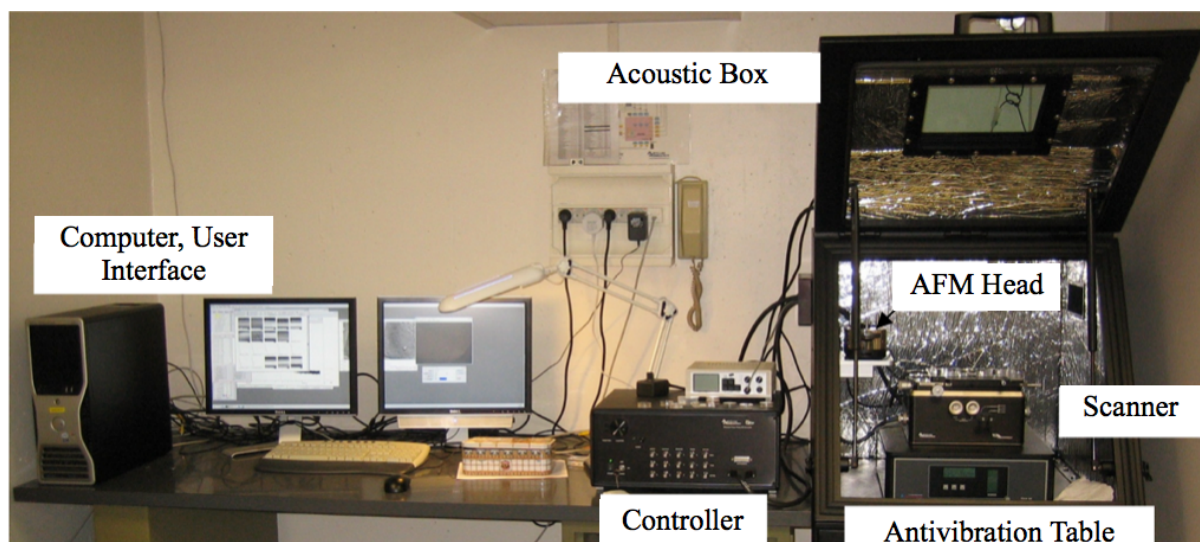 Acoustic Box
Computer, User
Interface
AFM Head
Scanner
Controller
Antivibration Table